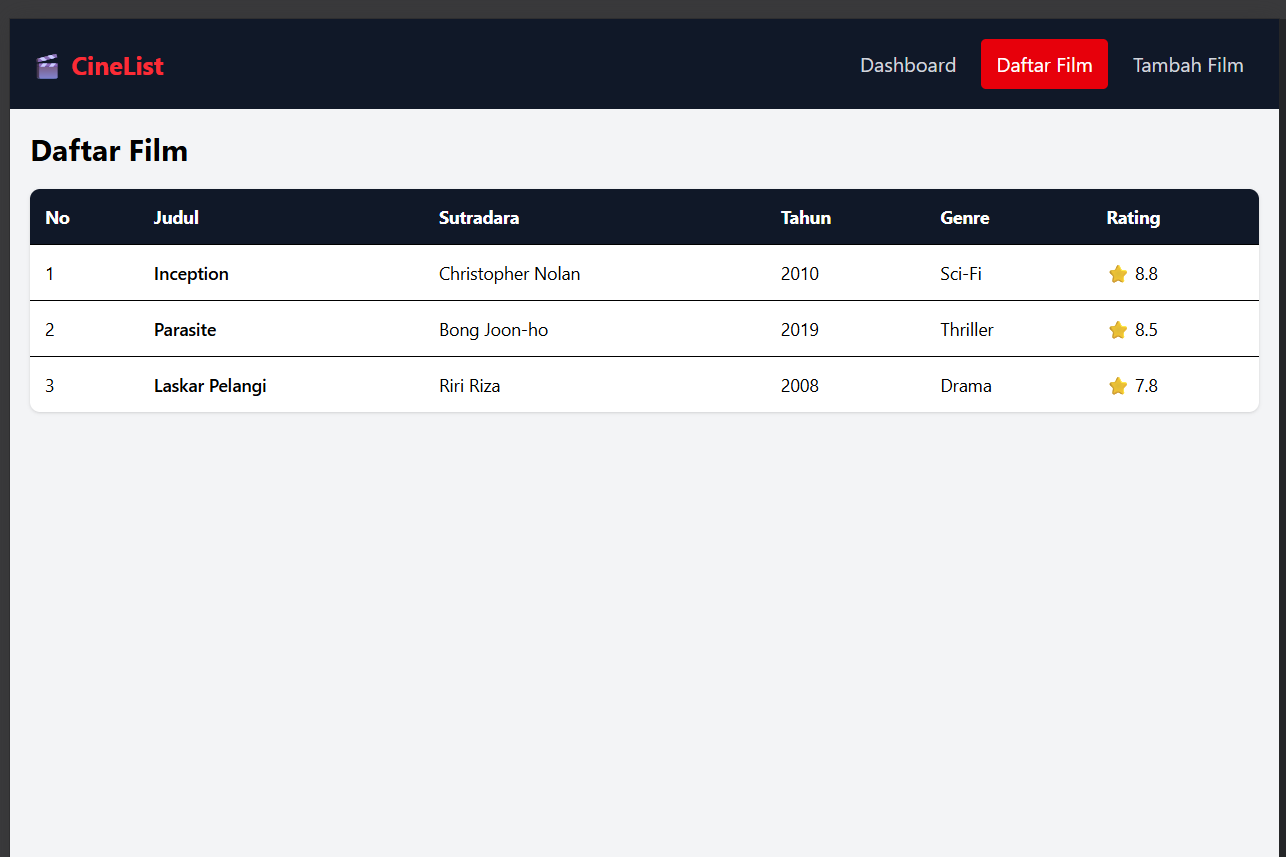 🎬 CineList Dashboard Daftar Film Tambah Film
Daftar Film
No Judul Sutradara Tahun Genre Rating
1 Inception Christopher Nolan 2010 Sci-Fi ⭐ 8.8
2 Parasite Bong Joon-ho 2019 Thriller ⭐ 8.5
3 Laskar Pelangi Riri Riza 2008 Drama ⭐ 7.8